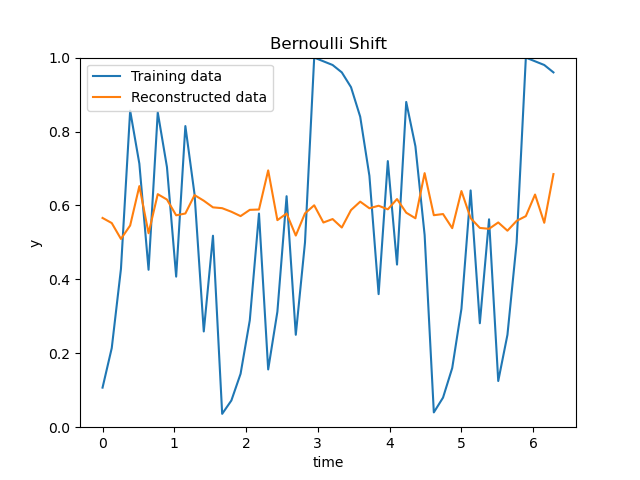 Bernoulli Shift
Training data
Reconstructed data
1.0
0.8
0.6
0.4
0.2
0.0
y
0 1 2 3 4 5 6
time